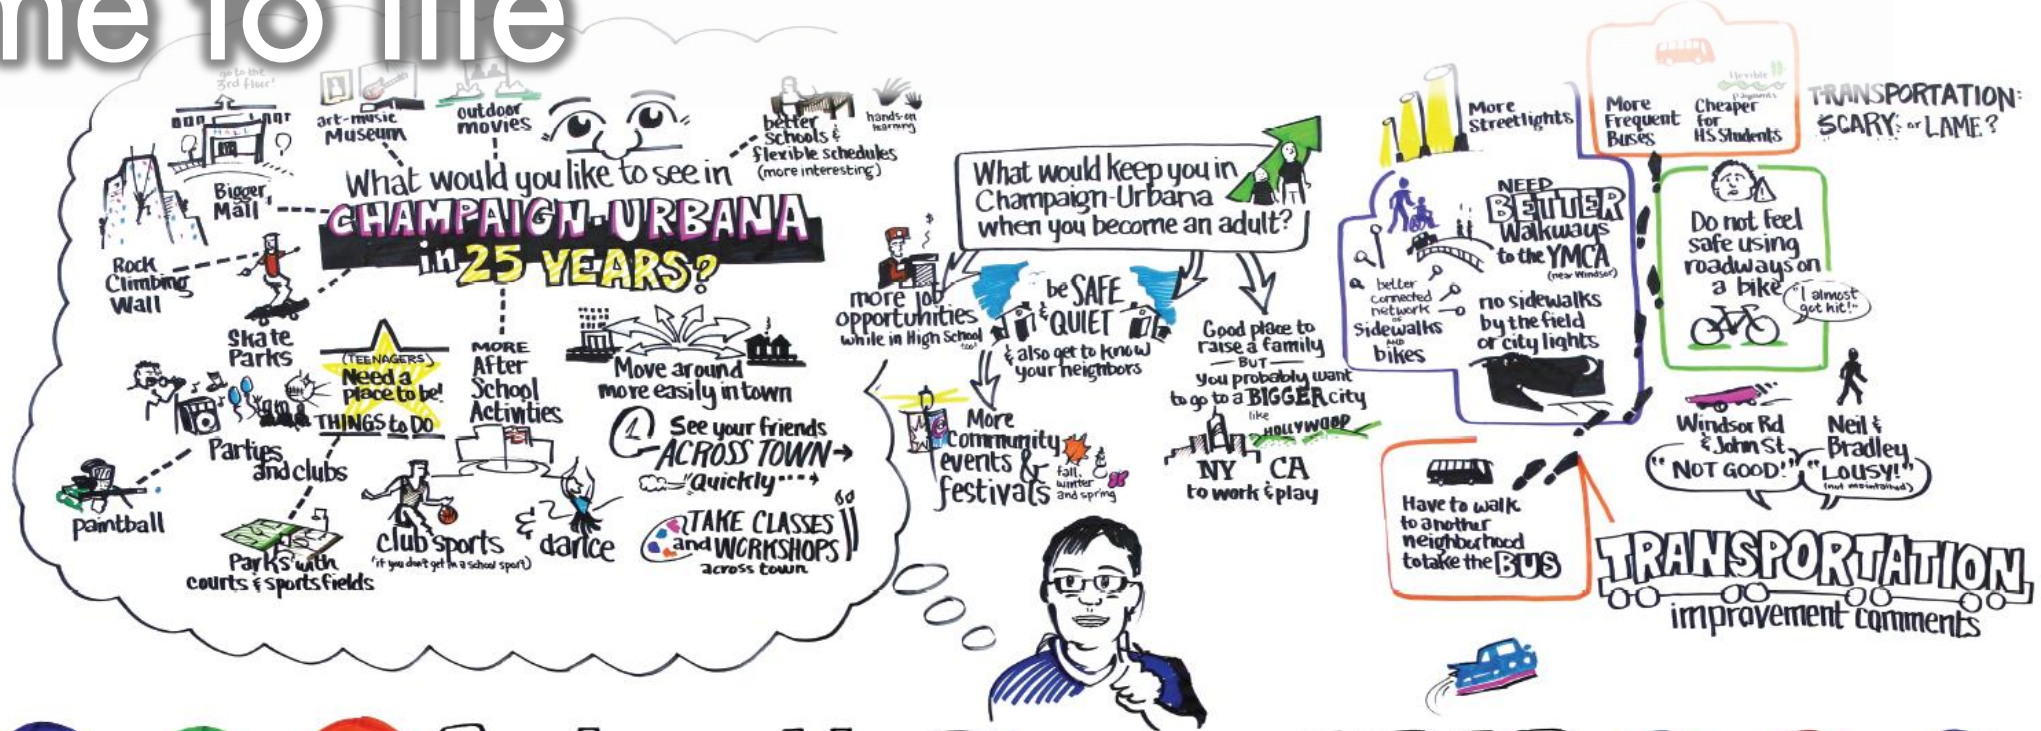 me to life
go to the
3rd floor!
MALL
Bigger
Mall
art-music
Museum
outdoor
movies
better
schools &
flexible schedules
(more interesting)
hands-on
learning
What would you like to see in
CHAMPAIGN-URBANA
in 25 YEARS?
Rock
Climbing
Wall
Skate
Parks
(TEENAGERS)
Need a
place to be!
THINGS to DO
MORE
After
School
Activities
Move around
more easily in town
See your friends
ACROSS TOWN
Quickly
Parties
and clubs
paintball
Parks with
courts & sports fields
club sports
(if you don't get in a school sport)
& dance
TAKE CLASSES
and WORKSHOPS
across town
What would keep you in
Champaign-Urbana
when you become an adult?
more job
opportunities
while in High School
too!
be SAFE
& QUIET
& also get to know
your neighbors
More
community
events &
festivals
fall,
winter
and spring
Good place to
raise a family
BUT
you probably want
to go to a BIGGER city
like
HOLLYWOOD
NY CA
to work & play
More
Streetlights
NEED
BETTER
Walkways
to the YMCA
(near Windsor)
better
connected
network
of
sidewalks
AND
bikes
no sidewalks
by the field
or city lights
More
Frequent
Buses
flexible
payments
Cheaper
for
HS Students
TRANSPORTATION:
SCARY or LAME?
Do not feel
safe using
roadways on
a bike
"I almost
got hit!"
Windsor Rd
& John St.
"NOT GOOD!"
Neil &
Bradley
"LOUSY!"
(not maintained)
Have to walk
to another
neighborhood
to take the BUS
TRANSPORTATION
improvement comments